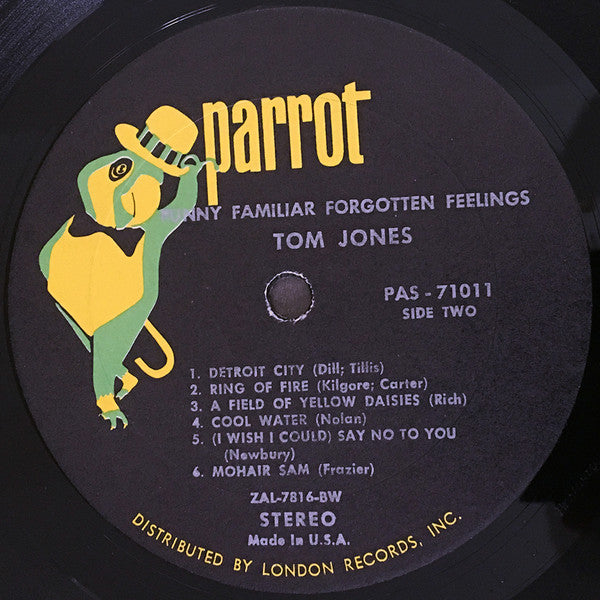 parrot
FUNNY FAMILIAR FORGOTTEN FEELINGS
TOM JONES
PAS - 71011
SIDE TWO
1. DETROIT CITY (Dill; Tillis)
2. RING OF FIRE (Kilgore; Carter)
3. A FIELD OF YELLOW DAISIES (Rich)
4. COOL WATER (Nolan)
5. (I WISH I COULD) SAY NO TO YOU
(Newbury)
6. MOHAIR SAM (Frazier)
ZAL-7816-BW
STEREO
Made In U.S.A.
DISTRIBUTED BY LONDON RECORDS, INC.